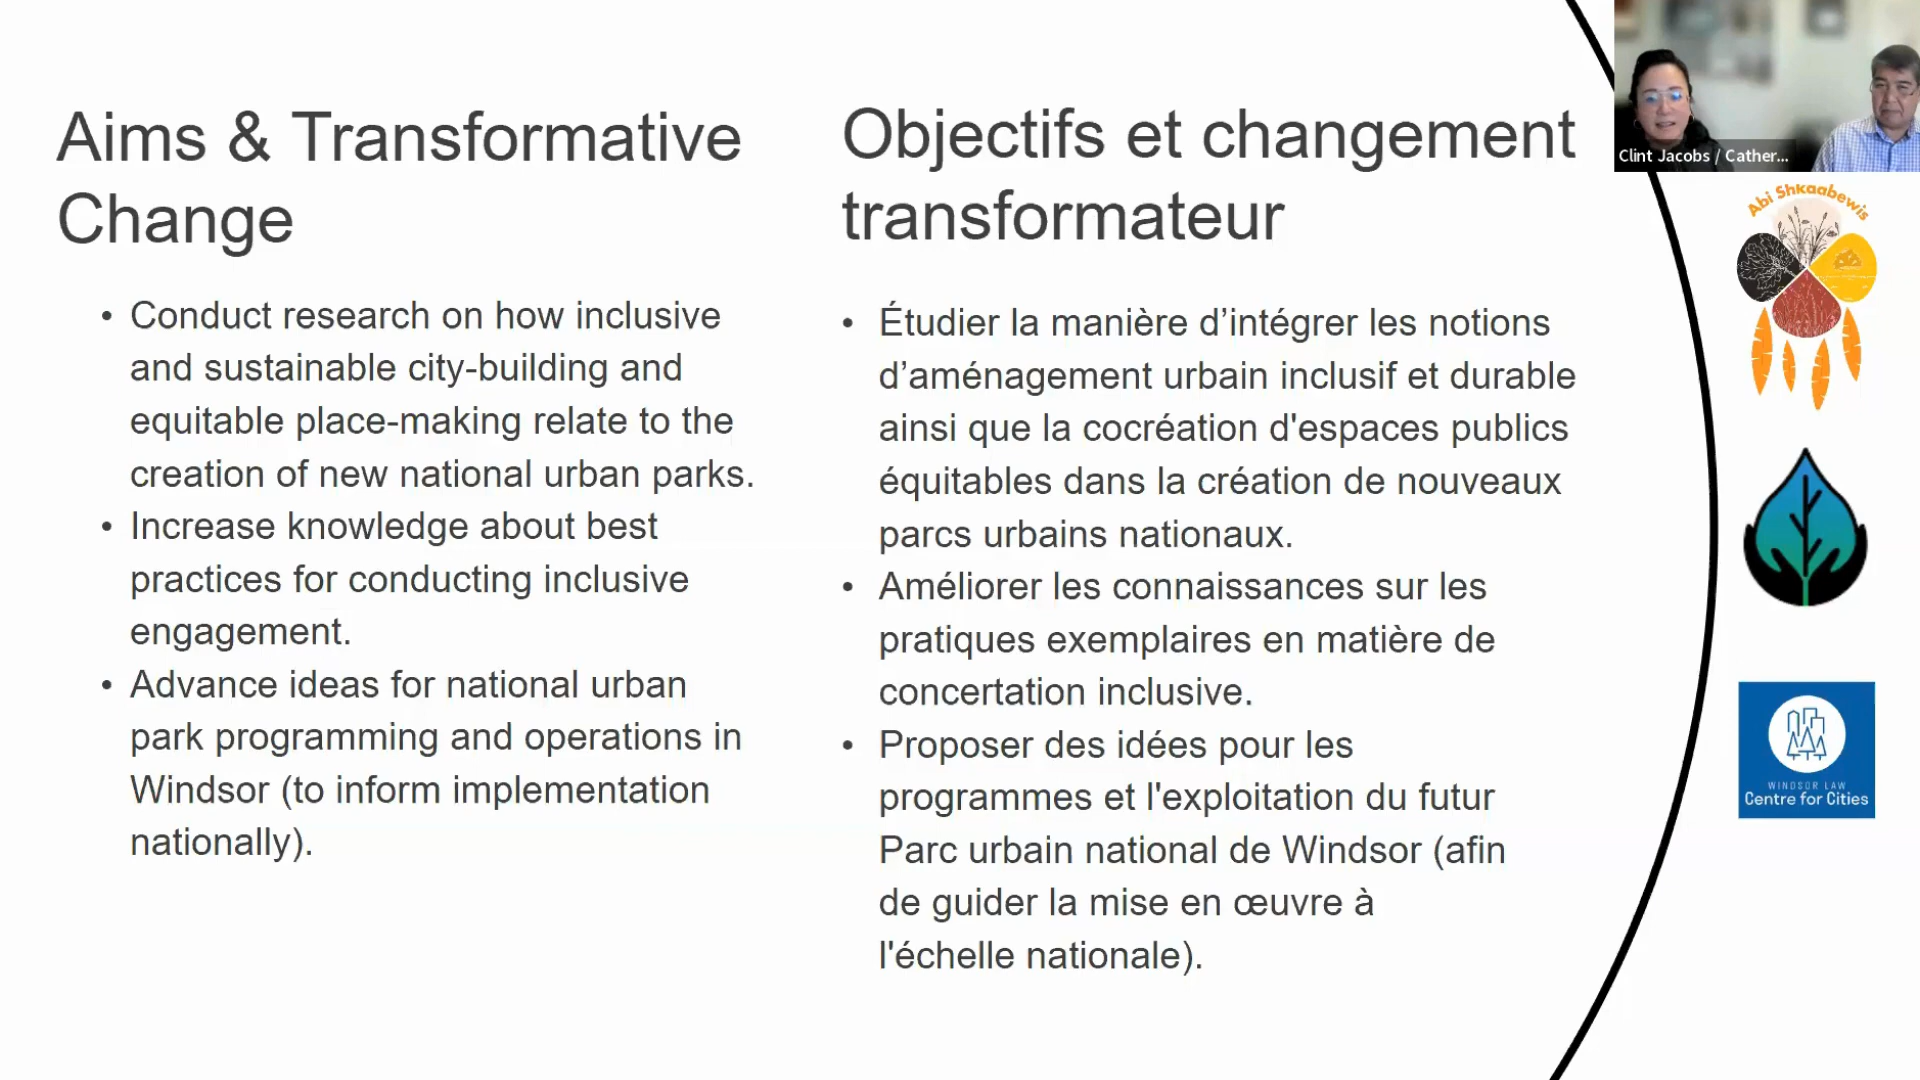 Aims & Transformative
Change
Conduct research on how inclusive
and sustainable city-building and
equitable place-making relate to the
creation of new national urban parks.
Increase knowledge about best
practices for conducting inclusive
engagement.
Advance ideas for national urban
park programming and operations in
Windsor (to inform implementation
nationally).
Objectifs et changement
transformateur
Étudier la manière d’intégrer les notions
d’aménagement urbain inclusif et durable
ainsi que la cocréation d'espaces publics
équitables dans la création de nouveaux
parcs urbains nationaux.
Améliorer les connaissances sur les
pratiques exemplaires en matière de
concertation inclusive.
Proposer des idées pour les
programmes et l'exploitation du futur
Parc urbain national de Windsor (afin
de guider la mise en œuvre à
l'échelle nationale).
Clint Jacobs / Cather...
Abi Shkaabewis
WINDSOR LAW
Centre for Cities